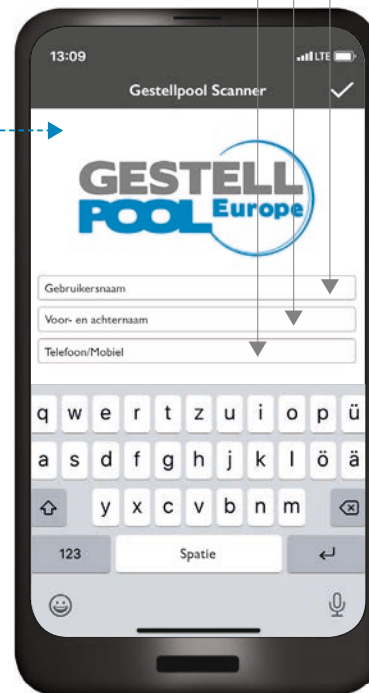 13:09
LTE
Gestellpool Scanner
GESTELL
POOL Europe
Gebruikersnaam
Voor- en achternaam
Telefoon/Mobiel
q w e r t z u i o p ü
a s d f g h j k l ö ä
y x c v b n m
123 Spatie